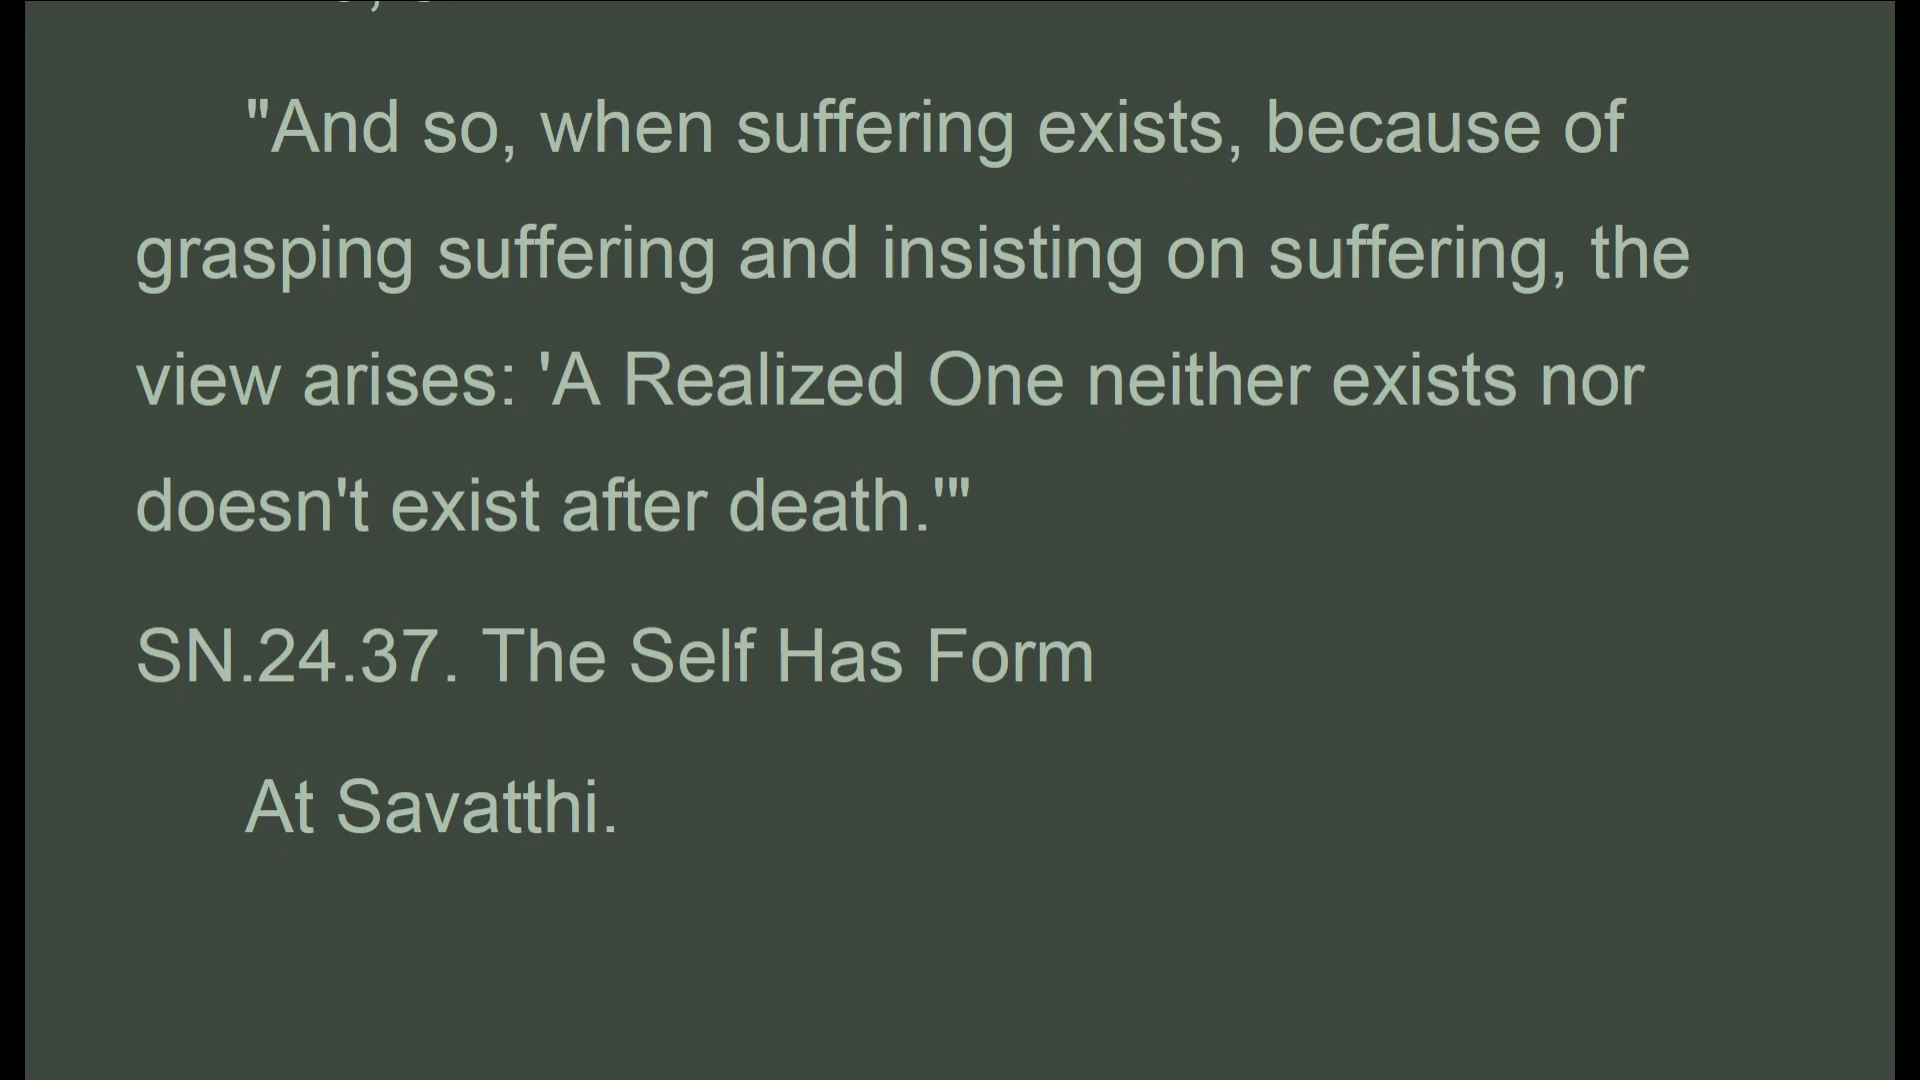 "And so, when suffering exists, because of
grasping suffering and insisting on suffering, the
view arises: 'A Realized One neither exists nor
doesn't exist after death.'"
SN.24.37. The Self Has Form
At Savatthi.